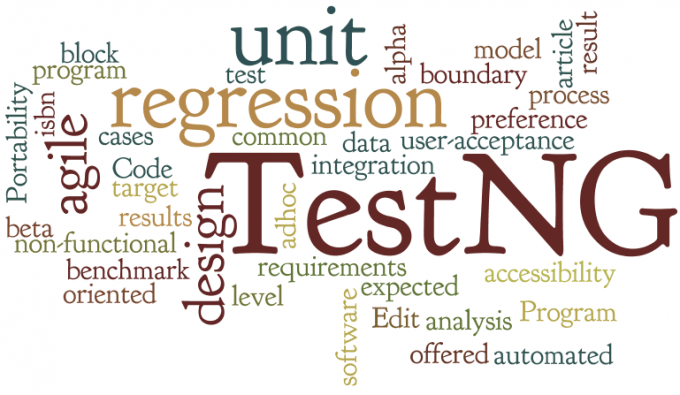 unit
block
program
test
alpha
model
article
result
boundary
process
Portability
isbn
agile
regression
preference
cases
common
data
user-acceptance
Code
integration
target
TestNG
adhoc
design
results
beta
non-functional
benchmark
requirements
accessibility
oriented
level
expected
software
Edit
analysis
Program
offered
automated